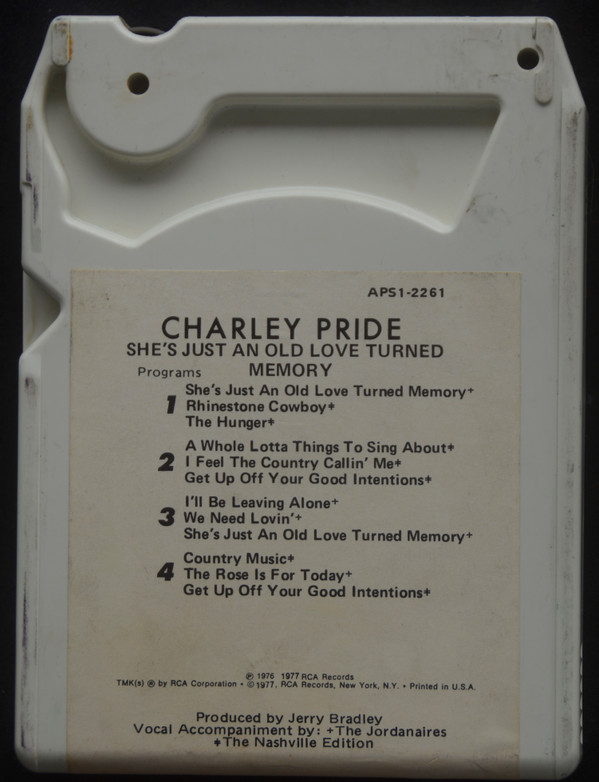 APS1-2261
CHARLEY PRIDE
SHE'S JUST AN OLD LOVE TURNED
MEMORY
Programs
1 She's Just An Old Love Turned Memory+
Rhinestone Cowboy*
The Hunger*
2 A Whole Lotta Things To Sing About*
I Feel The Country Callin' Me*
Get Up Off Your Good Intentions*
3 I'll Be Leaving Alone+
We Need Lovin'+
She's Just An Old Love Turned Memory+
4 Country Music*
The Rose Is For Today+
Get Up Off Your Good Intentions*
℗ 1976 1977 RCA Records
TMK(s) ® by RCA Corporation • © 1977, RCA Records, New York, N.Y. • Printed in U.S.A.
Produced by Jerry Bradley
Vocal Accompaniment by: +The Jordanaires
*The Nashville Edition